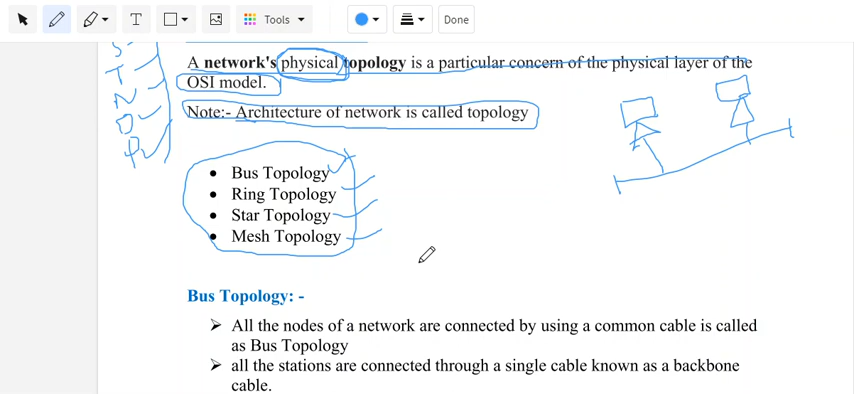 T
Tools
Done
A network's physical topology is a particular concern of the physical layer of the
OSI model.
Note:- Architecture of network is called topology
S
T
N
D
P
• Bus Topology
• Ring Topology
• Star Topology
• Mesh Topology
Bus Topology: -
➢ All the nodes of a network are connected by using a common cable is called
as Bus Topology
➢ all the stations are connected through a single cable known as a backbone
cable.